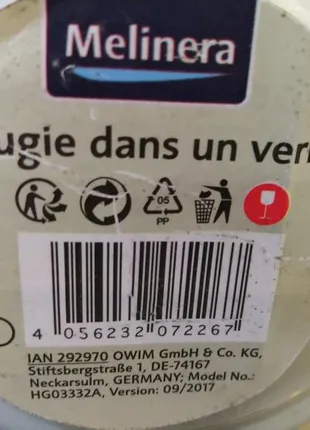 Melinera
ugie dans un ver
05
PP
4 056232 072267
IAN 292970 OWIM GmbH & Co. KG,
Stiftsbergstraße 1, DE-74167
Neckarsulm, GERMANY; Model No.:
HG03332A, Version: 09/2017